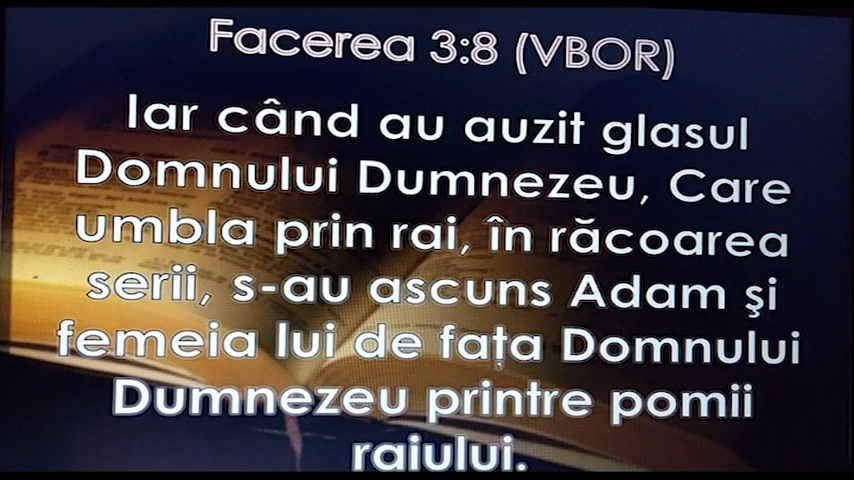 Facerea 3:8 (VBOR)
Iar când au auzit glasul
Domnului Dumnezeu, Care
umbla prin rai, în răcoarea
serii, s-au ascuns Adam şi
femeia lui de faţa Domnului
Dumnezeu printre pomii
raiului.